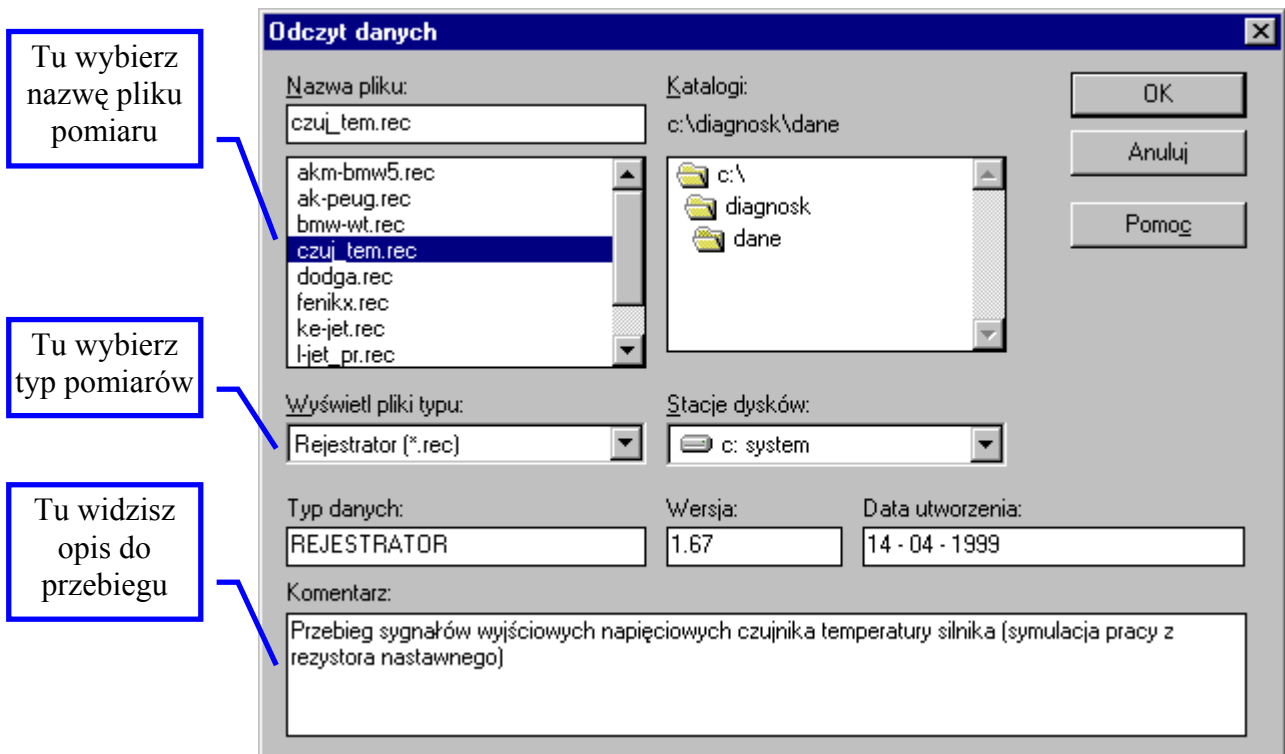 Odczyt danych
Tu wybierz
nazwę pliku
pomiaru
Nazwa pliku:
czuj_tem.rec
akm-bmw5.rec
ak-peug.rec
bmw-wt.rec
czuj_tem.rec
dodga.rec
fenikx.rec
ke-jet.rec
l-jet_pr.rec
Katalogi:
c:\diagnosk\dane
c:\
diagnosk
dane
OK
Anuluj
Pomoc
Tu wybierz
typ pomiarów
Wyświetl pliki typu:
Rejestrator (*.rec)
Stacje dysków:
c: system
Tu widzisz
opis do
przebiegu
Typ danych:
REJESTRATOR
Wersja:
1.67
Data utworzenia:
14 - 04 - 1999
Komentarz:
Przebieg sygnałów wyjściowych napięciowych czujnika temperatury silnika (symulacja pracy z
rezystora nastawnego)